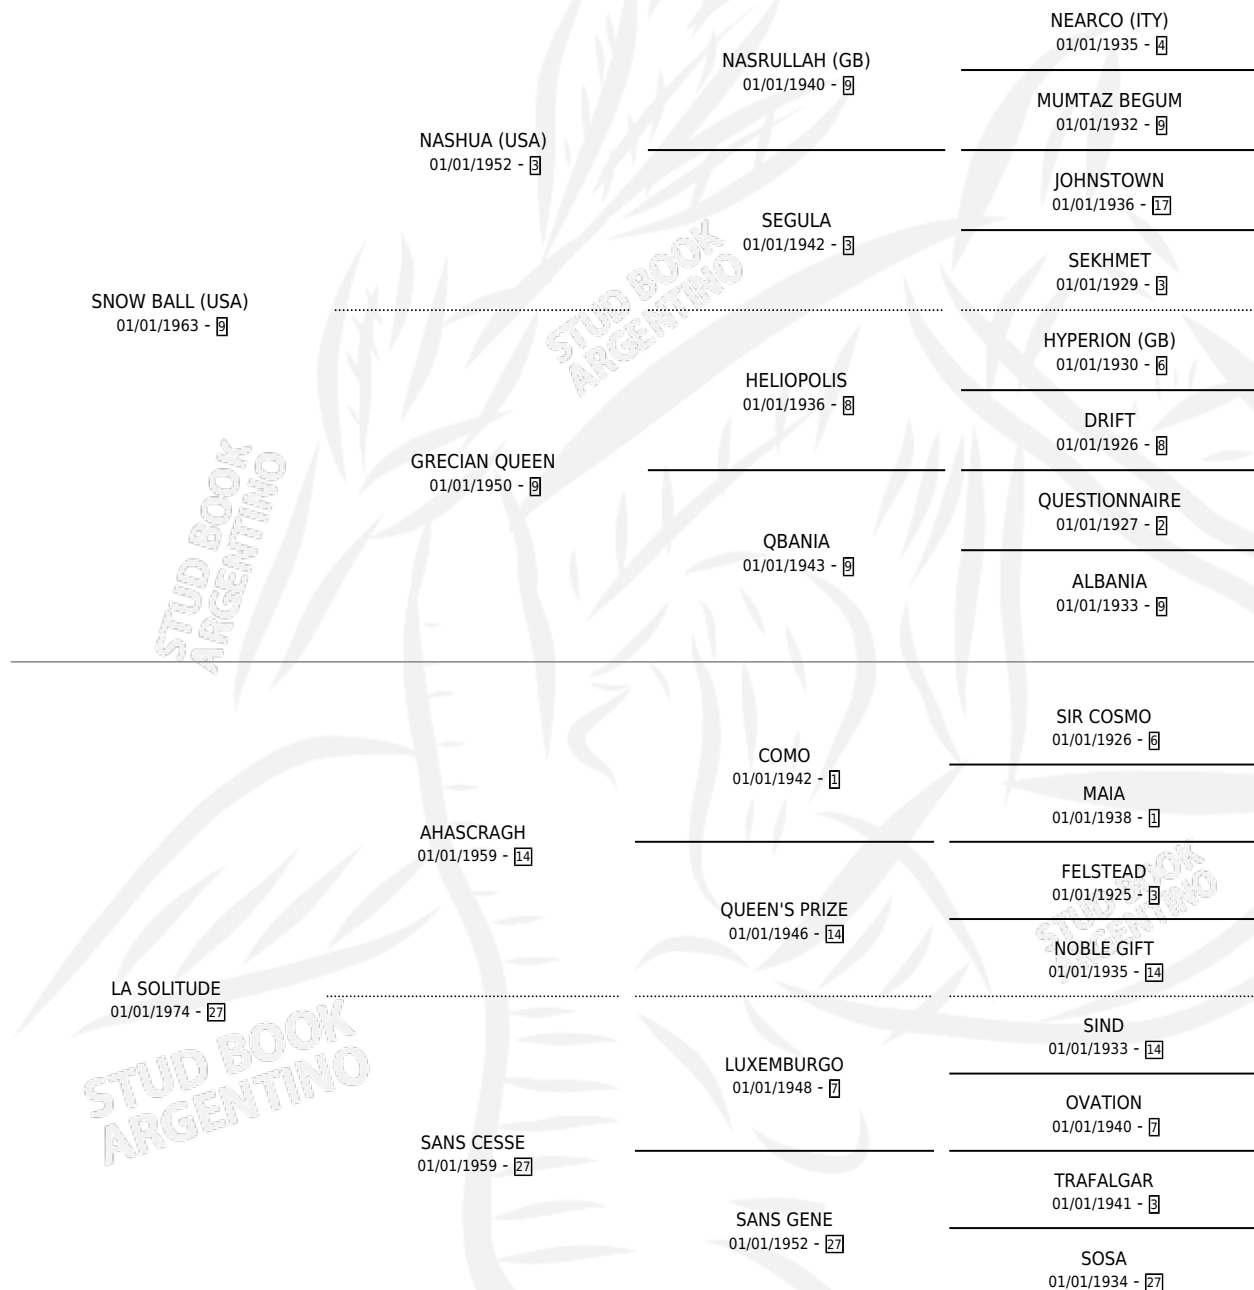 NEARCO (ITY)
01/01/1935 - 4
NASRULLAH (GB)
01/01/1940 - 9
MUMTAZ BEGUM
01/01/1932 - 9
NASHUA (USA)
01/01/1952 - 3
JOHNSTOWN
01/01/1936 - 17
SEGULA
01/01/1942 - 3
SEKHMET
01/01/1929 - 3
SNOW BALL (USA)
01/01/1963 - 9
HYPERION (GB)
01/01/1930 - 6
HELIOPOLIS
01/01/1936 - 8
DRIFT
01/01/1926 - 8
GRECIAN QUEEN
01/01/1950 - 9
QUESTIONNAIRE
01/01/1927 - 2
QBANIA
01/01/1943 - 9
ALBANIA
01/01/1933 - 9
SIR COSMO
01/01/1926 - 6
COMO
01/01/1942 - 1
MAIA
01/01/1938 - 1
AHASCRAGH
01/01/1959 - 14
FELSTEAD
01/01/1925 - 3
QUEEN'S PRIZE
01/01/1946 - 14
NOBLE GIFT
01/01/1935 - 14
LA SOLITUDE
01/01/1974 - 27
SIND
01/01/1933 - 14
LUXEMBURGO
01/01/1948 - 7
OVATION
01/01/1940 - 7
SANS CESSE
01/01/1959 - 27
TRAFALGAR
01/01/1941 - 3
SANS GENE
01/01/1952 - 27
SOSA
01/01/1934 - 27
STUD BOOK
ARGENTINO
STUD BOOK
ARGENTINO
STUD BOOK
ARGENTINO
STUD BOOK
ARGENTINO